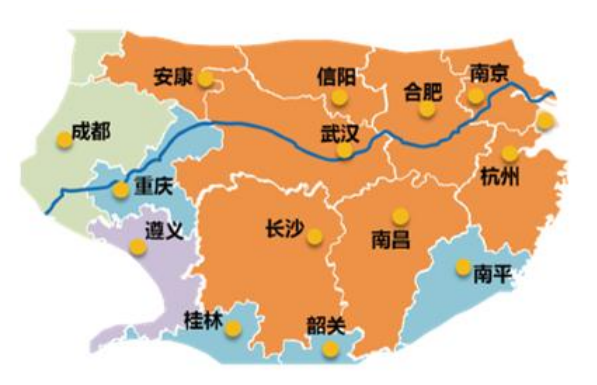 安康
信阳
南京
合肥
成都
武汉
杭州
重庆
遵义
长沙
南昌
南平
桂林
韶关